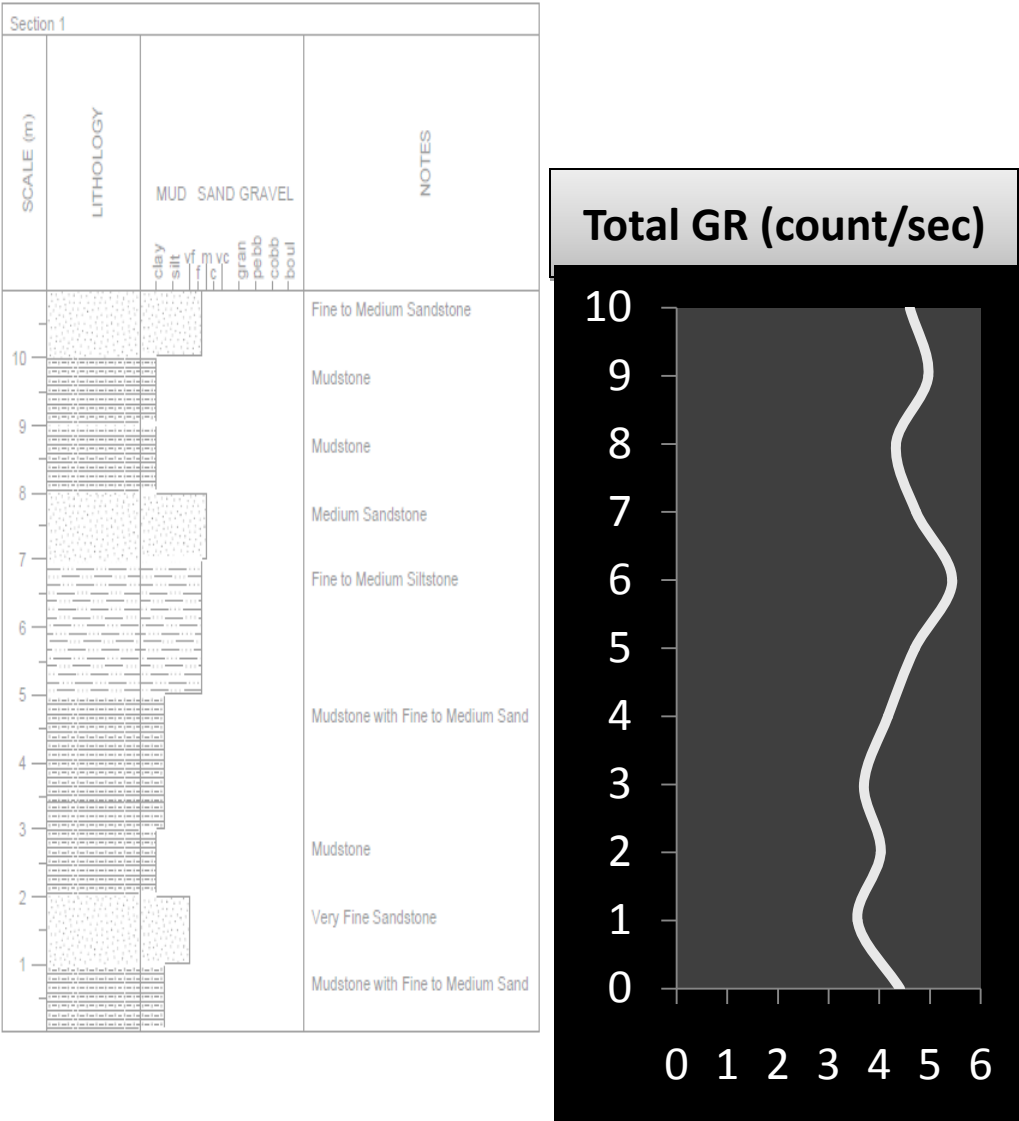 Section 1
SCALE (m)
LITHOLOGY
MUD SAND GRAVEL
clay
silt
vf
f
m
c
vc
gran
pebb
cobb
boul
NOTES
Fine to Medium Sandstone
10
Mudstone
9
Mudstone
8
Medium Sandstone
7
Fine to Medium Siltstone
6
5
Mudstone with Fine to Medium Sand
4
3
Mudstone
2
Very Fine Sandstone
1
Mudstone with Fine to Medium Sand
Total GR (count/sec)
10
9
8
7
6
5
4
3
2
1
0
0 1 2 3 4 5 6